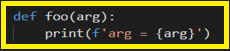 def foo(arg):
    print(f'arg = {arg}')